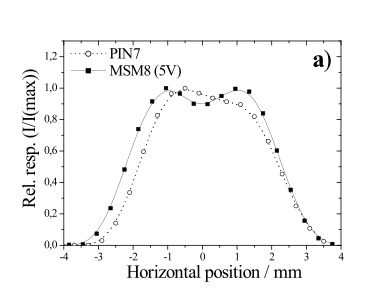 PIN7
MSM8 (5V)
a)
Rel. resp. (I/I(max))
1,2
1,0
0,8
0,6
0,4
0,2
0,0
-4 -3 -2 -1 0 1 2 3 4
Horizontal position / mm